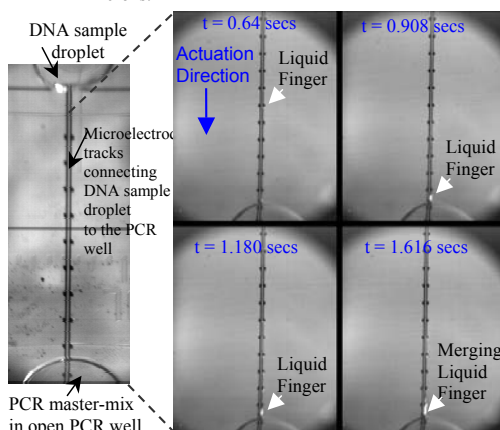 DNA sample
droplet
Microelectrod
tracks
connecting
DNA sample
droplet
to the PCR
well
PCR master-mix
in open PCR well
t = 0.64 secs
Actuation
Direction
Liquid
Finger
t = 0.908 secs
Liquid
Finger
t = 1.180 secs
Liquid
Finger
t = 1.616 secs
Merging
Liquid
Finger